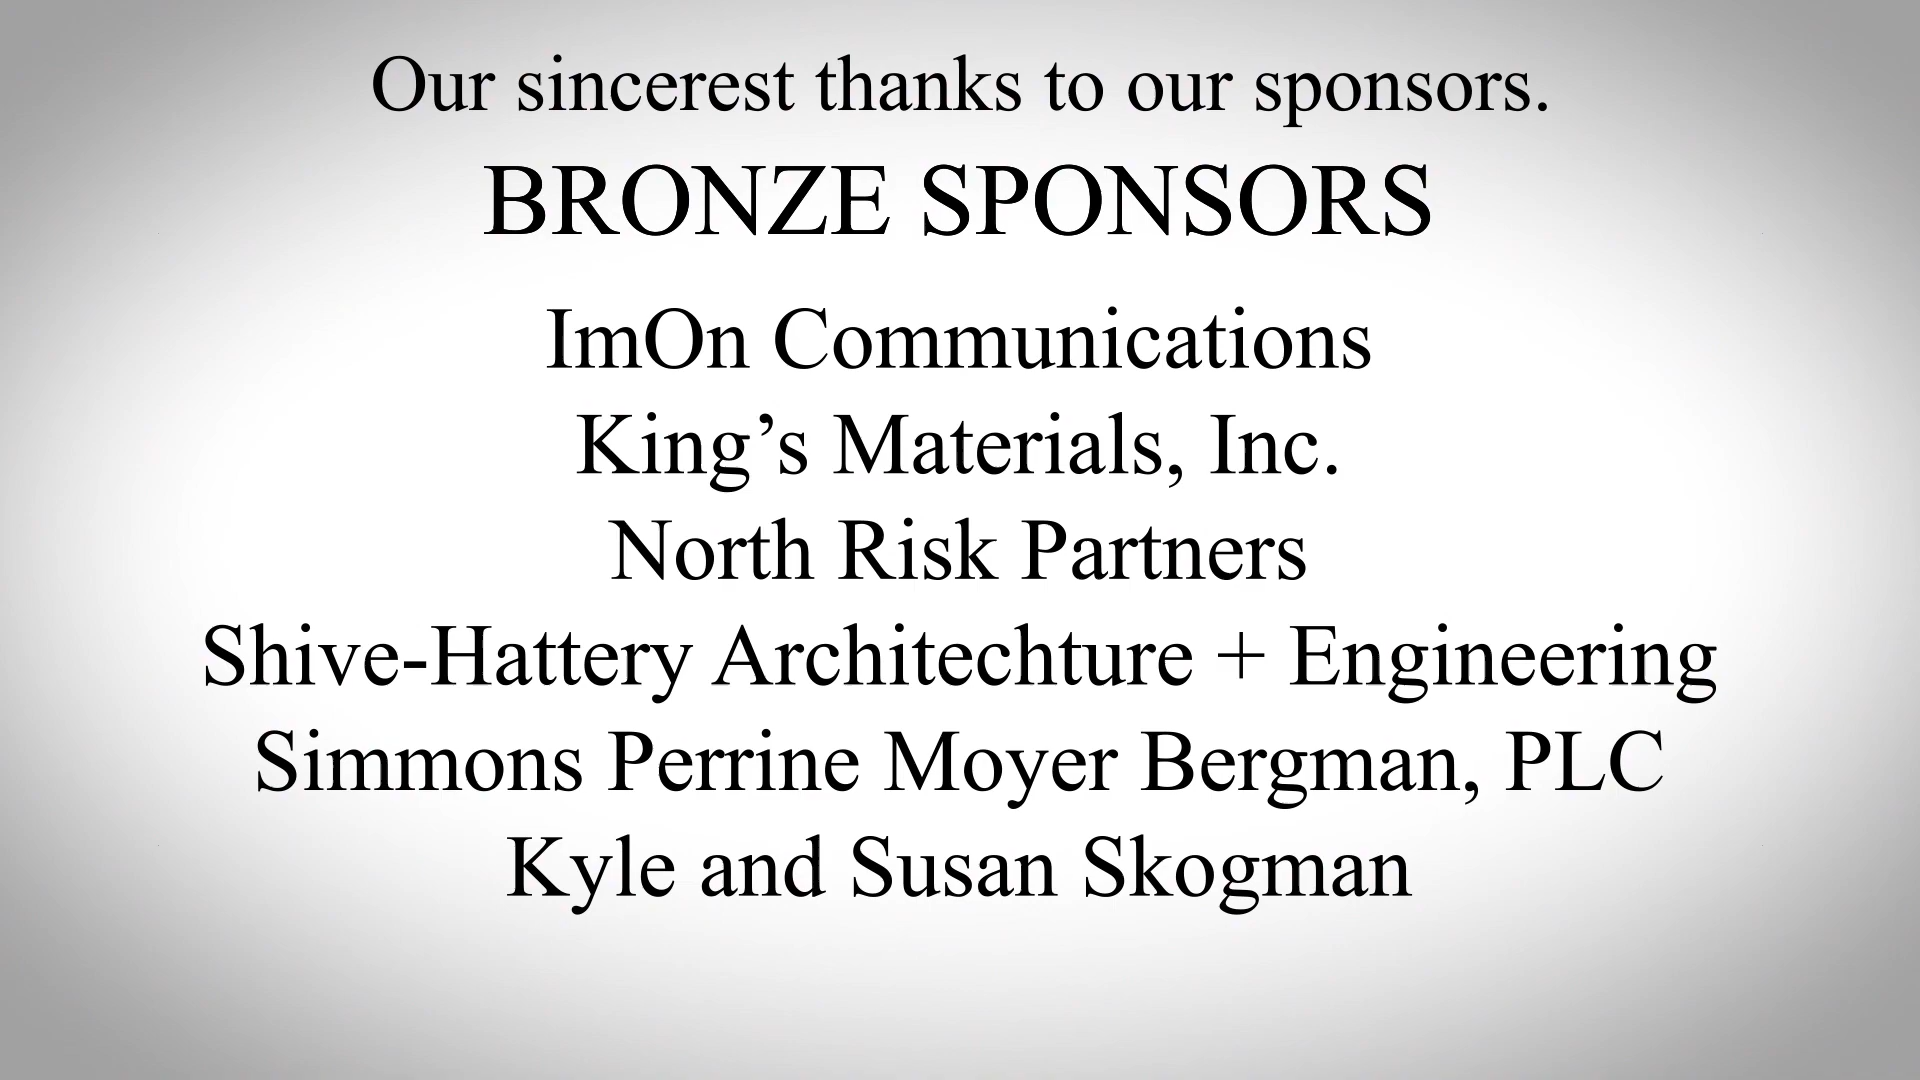 Our sincerest thanks to our sponsors.
BRONZE SPONSORS
ImOn Communications
King’s Materials, Inc.
North Risk Partners
Shive-Hattery Architechture + Engineering
Simmons Perrine Moyer Bergman, PLC
Kyle and Susan Skogman